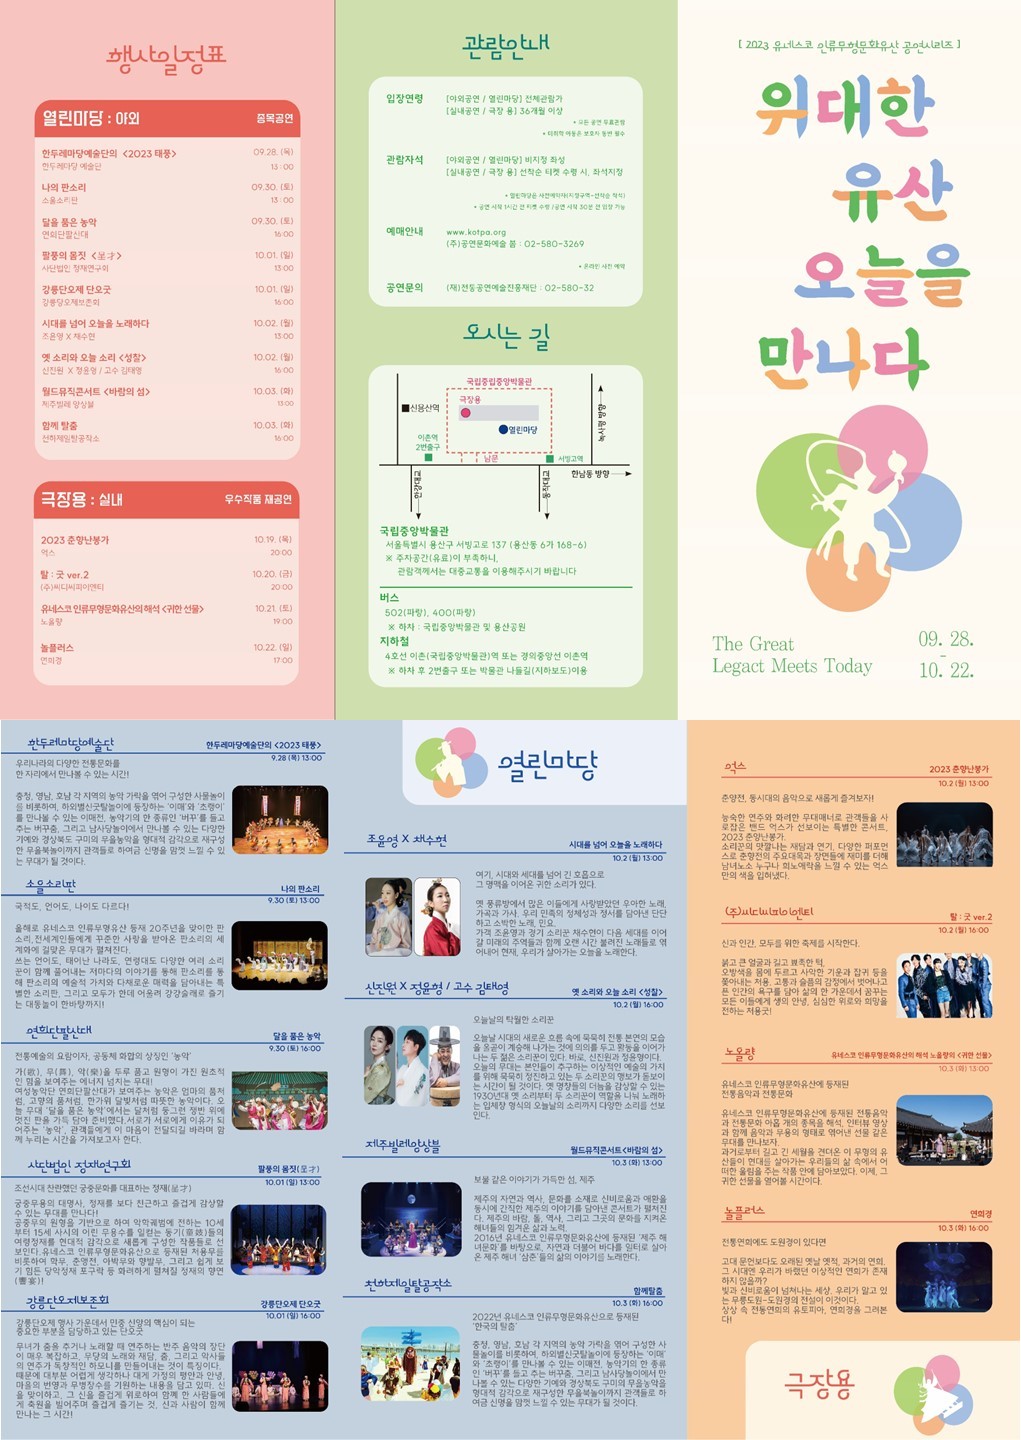 행사일정표
열린마당 : 야외
종목공연
한두레마당예술단의 <2023 태풍>
09.28. (목)
한두레마당 예술단
13 : 00
나의 판소리
09.30. (토)
스올소리판
13 : 00
달을 품은 농악
09.30. (토)
연희단팔산대
16:00
팔풍의 몸짓 <呈才>
10.01. (일)
사단법인 정재연구회
13:00
강릉단오제 단오굿
10.01. (일)
강릉단오제보존회
16:00
시대를 넘어 오늘을 노래하다
10.02. (월)
조윤영 X 채수현
13:00
옛 소리와 오늘 소리 <성찰>
10.02. (월)
신진원 X 정윤형 / 고수 김태영
16:00
월드뮤직콘서트 <바람의 섬>
10.03. (화)
제주빌레앙상블
13:00
함께 탈춤
10.03. (화)
천하제일탈공작소
16:00
극장용 : 실내
우수작품 재공연
2023 춘향난봉가
10.19. (목)
억스
20:00
탈 : 굿 ver.2
10.20. (금)
(주)씨디씨피이엔티
20:00
유네스코 인류무형문화유산의 해석 <귀한 선물>
10.21. (토)
노올량
19:00
놀플러스
10.22. (일)
연희경
17:00
관람안내
입장연령
[야외공연 / 열린마당] 전체관람가
[실내공연 / 극장 용] 36개월 이상
* 모든 공연 무료관람
* 미취학 아동은 보호자 동반 필수
관람좌석
[야외공연 / 열린마당] 비지정 좌석
[실내공연 / 극장 용] 선착순 티켓 수령 시, 좌석지정
* 공연 시작 1시간 전 티켓 수령 / 공연 시작 30분 전 입장 가능
예매안내
www.kotpa.org
(주)공연문화예술 봄 : 02-580-3269
* 온라인 사전 예약
공연문의
(재)전통공연예술진흥재단 : 02-580-32
오시는 길
국립중립중앙박물관
극장용
신용산역
열린마당
녹사평 방향
이촌역
2번출구
남문
서빙고역
한남동 방향
한강대교
동작대교
국립중앙박물관
서울특별시 용산구 서빙고로 137 (용산동 6가 168-6)
※ 주차공간(유료)이 부족하니,
관람객께서는 대중교통을 이용해주시기 바랍니다
버스
502(파랑), 400(파랑)
※ 하차 : 국립중앙박물관 및 용산공원
지하철
4호선 이촌(국립중앙박물관)역 또는 경의중앙선 이촌역
※ 하차 후 2번출구 또는 박물관 나들길(지하보도)이용
[ 2023 유네스코 인류무형문화유산 공연시리즈 ]
위대한
유산
오늘을
만나다
The Great
Legact Meets Today
09. 28.
-
10. 22.
한두레마당예술단
한두레마당예술단의 <2023 태풍>
9.28 (목) 13:00
우리나라의 다양한 전통문화를
한 자리에서 만나볼 수 있는 시간!
충청, 영남, 호남 각 지역의 농악 가락을 엮어 구성한 사물놀이
를 비롯하여, 하외별신굿탈놀이에 등장하는 '이매'와 '초랭이'
를 만나볼 수 있는 이매전, 농악기의 한 종류인 '버꾸'를 들고
추는 버꾸춤, 그리고 남사당놀이에서 만나볼 수 있는 다양한
기예와 경상북도 구미의 무을농악을 형대적 감각으로 재구성
한 무을북놀이까지 관객들로 하여금 신명을 맘껏 느낄 수 있
는 무대가 될 것이다.
소을소리판
나의 판소리
9.30 (토) 13:00
국적도, 언어도, 나이도 다르다!
올해로 유네스코 인류무형유산 등재 20주년을 맞이한 판
소리,전세계인들에게 꾸준한 사랑을 받아온 판소리의 세
계화에 걸맞은 무대가 펼쳐진다.
쓰는 언어도, 태어난 나라도, 연령대도 다양한 여러 소리
꾼이 함께 풀어내는 저마다의 이야기를 통해 판소리를 통
해 판소리의 예술적 가치와 다채로운 매력을 담아내는 특
별한 소리판, 그리고 모두가 한데 어울려 강강술래로 즐기
는 대동놀이 한바탕까지!
연희단팔산대
달을 품은 농악
9.30 (토) 16:00
전통예술의 요람이자, 공동체 화합의 상징인 '농악'
가(歌), 무(舞), 악(樂)을 두루 품고 원형이 가진 원초적
인 힘을 보여주는 에너지 넘치는 무대!
여성농악단 연희단팔산대가 보여주는 농악은 엄마의 품처
럼, 고향의 품처럼, 한가위 달빛처럼 따뜻한 농악이다. 오
늘 무대 '달을 품은 농악'에서는 달처럼 둥그런 쟁반 위에
멋진 판을 가득 담아 준비했다.서로가 서로에게 이유가 되
어주는 '농악', 관객들에게 이 마음이 전달되길 바라며 함
께 누리는 시간을 가져보고자 한다.
사단법인 정재연구회
팔풍의 몸짓(呈才)
10.01 (일) 13:00
조선시대 찬란했던 궁중문화를 대표하는 정재(呈才)
궁중무용의 대명사, 정재를 보다 친근하고 즐겁게 감상할
수 있는 무대를 만나다!
공중무의 원형을 기반으로 하여 악학궤범에 전하는 10세
부터 15세 사시의 이린 무용수를 일컫는 동기(童妓)들의
여령정재를 현대적 감각으로 새롭게 구성한 작품들로 선
보인다.유네스코 인류무형문화유산으로 등재된 처용무를
비롯하여 학무, 춘앵전, 아박무와 향발무, 그리고 쉽게 보
기 힘든 당악정재 포구락 등 화려하게 펼쳐질 정재의 향연
(饗宴)!
강릉단오제보존회
강릉단오제 단오굿
10.01 (일) 16:00
강릉단오제 행사 가운데서 만중 신앙의 핵심이 되는
중요한 부분을 담당하고 있는 단오굿
무녀가 춤을 추거나 노래할 때 연주하는 반주 음악의 장단
이 매우 복잡하고, 무당의 노래와 재담, 춤, 그리고 악사들
의 연주가 독창적인 하모니를 만들어내는 것이 특징이다.
때문에 대부분 어렵게 생각하나 대게 가정의 평안과 안녕,
마을의 번영과 무병장수를 기원하는 내용을 담고 있따. 신
을 맞이하고, 그 신을 즐겁게 위로하여 함께 한 사람들에
게 축원을 빌어주며 즐겁게 즐기는 것, 신과 사람이 함께
만나는 그 시간!
열린마당
조윤영 X 채수현
시대를 넘어 오늘을 노래하다
10.2 (월) 13:00
여기, 시대와 세대를 넘어 긴 호흡으로
그 명맥을 이어온 귀한 소리가 있다.
옛 풍류방에서 많은 이들에게 사랑받았던 우아한 노래,
가곡과 가사, 우리 민족의 정체성과 정서를 담아낸 단단
하고 소박한 노래, 민요.
가객 조윤영과 경기 소리꾼 채수현이 다음 세대를 이어
갈 미래의 주역들과 함께 오랜 시간 불려진 노래들로 엮
어내어 현재, 우리가 살아가는 오늘을 노래한다.
신진원 X 정윤형 / 고수 김태영
옛 소리와 오늘 소리 <성찰>
10.2 (월) 16:00
오늘날의 탁월한 소리꾼
오늘날 시대의 새로운 흐름 속에 묵묵히 전통 본연의 모습
을 올곧이 계승해 나가는 것에 의의를 두고 활동을 이어가
나는 두 젊은 소리꾼이 있다. 바로, 신진원과 정윤형이다.
오늘의 무대는 본인들이 추구하는 이상적인 예술의 가치
를 위해 묵묵히 정진하고 있는 두 소리꾼의 행보가 돋보이
는 시간이 될 것이다. 옛 명창들의 더늠을 감상할 수 있는
1930년대 옛 소리부터 두 소리꾼이 역할을 나눠 노래하
는 입체창 형식의 오늘날의 소리까지 다양한 소리를 선보
인다.
제주빌레앙상블
월드뮤직콘서트<바람의 섬>
10.3 (화) 13:00
보물 같은 이야기가 가득한 섬, 제주
제주의 자연과 역사, 문화를 소재로 신비로움과 애환을
동시에 간직한 제주의 이야기를 담아낸 콘서트가 펼쳐진
다. 제주의 바람, 돌, 역사, 그리고 그곳의 문화를 지켜온
해녀들의 힘겨운 삶과 노력.
2016년 유네스코 인류무형문화유산에 등재된 '제주 해
녀문화'를 바탕으로, 자연과 더불어 바다를 일터로 살아
온 제주 해녀 '삼춘'들의 삶의 이야기를 노래한다.
천하제일탈공작소
함께탈춤
10.3 (화) 16:00
2022년 유네스코 인류무형문화유산으로 등재된
'한국의 탈춤'
충청, 영남, 호남 각 지역의 농악 가락을 엮어 구성한 사
물놀이를 비롯하여, 하외별신굿탈놀이에 등장하는 '이매'
와 '초랭이'를 만나볼 수 있는 이매전, 농악기의 한 종류
인 '버꾸'를 들고 추는 버꾸춤, 그리고 남사당놀이에서 만
나볼 수 있는 다양한 기예와 경상북도 구미의 무을농악을
형대적 감각으로 재구성한 무을북놀이까지 관객들로 하
여금 신명을 맘껏 느낄 수 있는 무대가 될 것이다.
억스
2023 춘향난봉가
10.2 (월) 13:00
춘향전, 동시대의 음악으로 새롭게 즐겨보자!
능숙한 연주와 화려한 무대매너로 관객들을 사
로잡은 밴드 억스가 선보이는 특별한 콘서트,
2023 춘향난봉가.
소리꾼의 맛깔나는 재담과 연기, 다양한 퍼포먼
스로 춘향전의 주요대목과 장면들에 재미를 더해
남녀노소 누구나 희노애락을 느낄 수 있는 억스
만의 색을 입혀냈다.
(주)씨디씨피이엔티
탈 : 굿 ver.2
10.2 (월) 16:00
신과 인간, 모두를 위한 축제를 시작한다.
붉고 큰 얼굴과 길고 뾰족한 턱,
오방색을 몸에 두르고 사악한 기운과 잡귀 등을
쫓아내는 처용, 고통과 슬픔의 감정에서 벗어나고
픈 인간의 욕구를 담아 삶의 한 가운데서 꿈꾸는
모든 이들에게 생의 안녕, 심심한 위로와 희망을
전하는 처용굿!
노올량
유네스코 인류무형문화유산의 해석 노올량의 <귀한 선물>
10.3 (화) 13:00
유네스코 인류무형문화유산에 등재된
전통음악과 전통문화
유네스코 인류무형문화유산에 등재된 전통음악
과 전통문화 아홉 개의 종목을 해석, 인터뷰 영상
과 함께 음악과 무용의 형태로 엮어낸 선물 같은
무대를 만나보자.
과거로부터 길고 긴 세월을 견뎌온 이 무형의 유
산들이 현대를 살아가는 우리들의 삶 속에서 어
떠한 울림을 주는 작품 안에 담아보았다. 이제, 그
귀한 선물을 열어볼 시간이다.
놀플러스
연희경
10.3 (화) 16:00
전통연희에도 도원경이 있다면
고대 문헌보다도 오래된 옛날 옛적, 과거의 연희.
그 시대엔 우리가 바랬던 이상적인 연희가 존재
하지 않을까?
빛과 신비로움이 넘쳐나는 세상, 우리가 알고 있
는 무릉도원-도원경의 전설이 이것이다.
상상 속 전통연희의 유토피아, 연희경을 그려본
다!
극장용